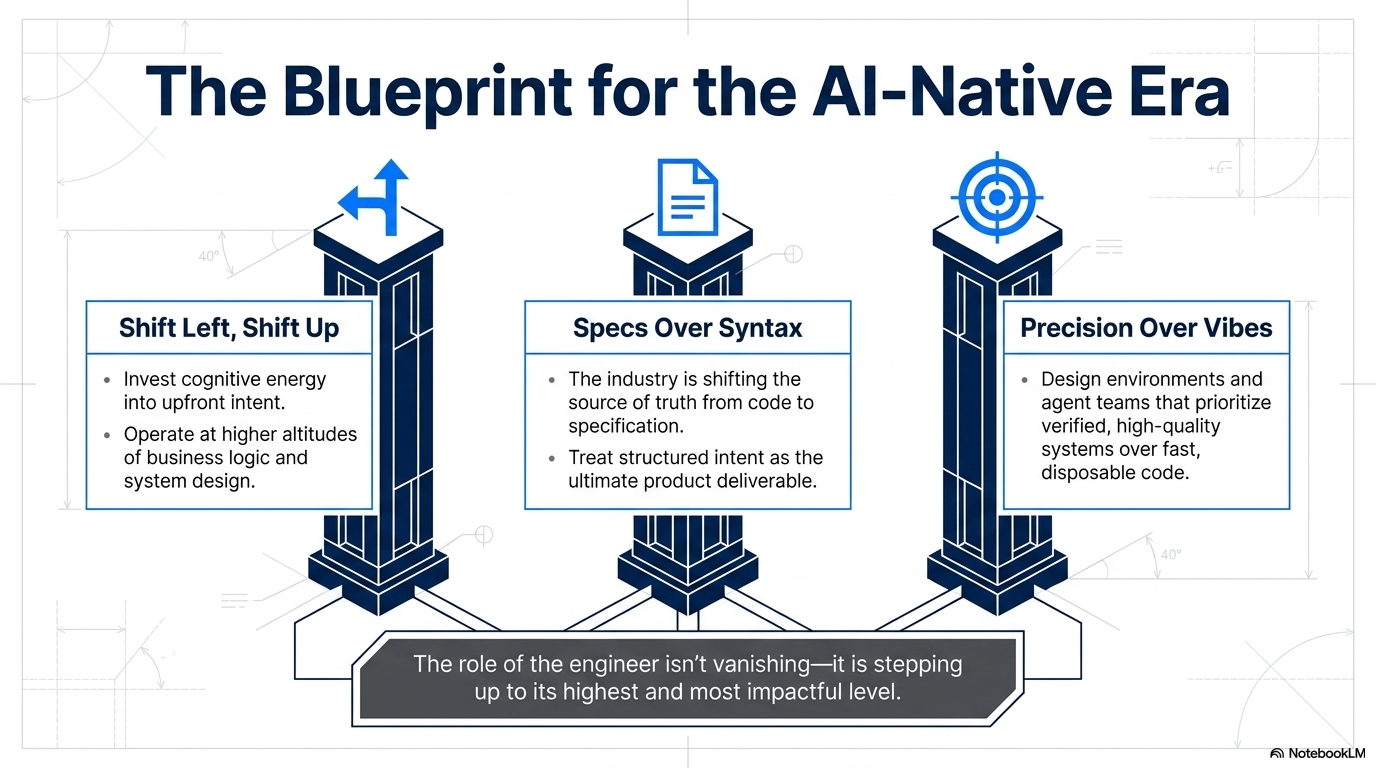 The Blueprint for the AI-Native Era
40°
Shift Left, Shift Up
• Invest cognitive energy
into upfront intent.
• Operate at higher altitudes
of business logic and
system design.
Specs Over Syntax
• The industry is shifting the
source of truth from code to
specification.
• Treat structured intent as the
ultimate product deliverable.
Precision Over Vibes
• Design environments and
agent teams that prioritize
verified, high-quality
systems over fast,
disposable code.
40°
The role of the engineer isn’t vanishing—it is stepping
up to its highest and most impactful level.
NotebookLM